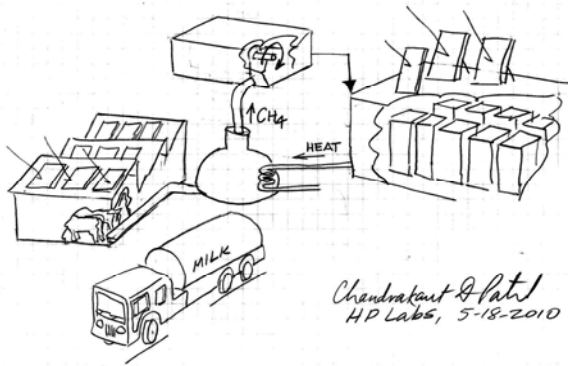 ↑CH4
HEAT
MILK
Chandrakant D Patel
HP Labs, 5-18-2010